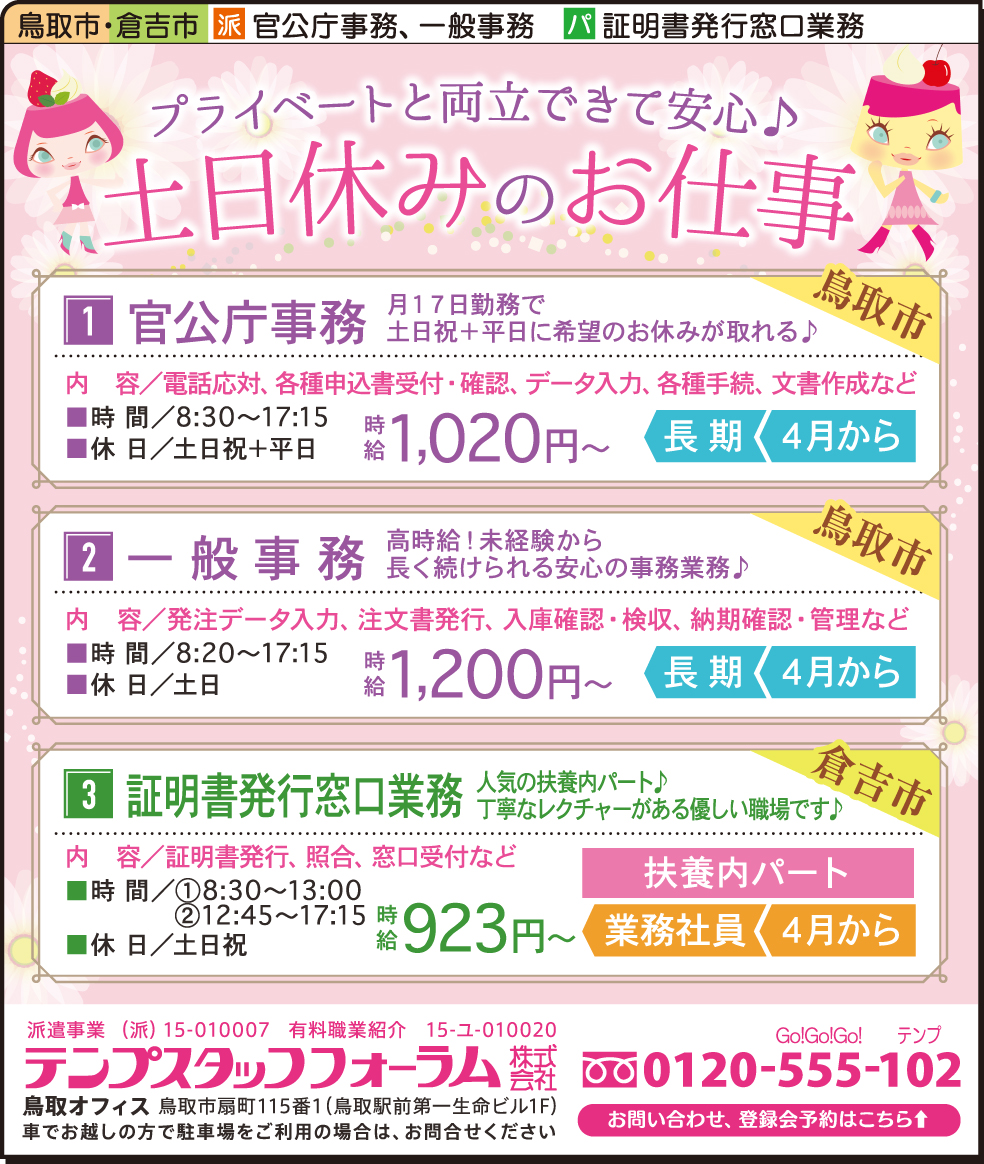 鳥取市・倉吉市 派 官公庁事務、一般事務 パ 証明書発行窓口業務
プライベートと両立できて安心♪
土日休みのお仕事
鳥取市
1 官公庁事務
月17日勤務で
土日祝＋平日に希望のお休みが取れる♪
内　容／電話応対、各種申込書受付・確認、データ入力、各種手続、文書作成など
■時 間／8:30〜17:15
■休 日／土日祝＋平日
時給1,020円〜
長期 4月から
鳥取市
2 一般事務
高時給！未経験から
長く続けられる安心の事務業務♪
内　容／発注データ入力、注文書発行、入庫確認・検収、納期確認・管理など
■時 間／8:20〜17:15
■休 日／土日
時給1,200円〜
長期 4月から
倉吉市
3 証明書発行窓口業務
人気の扶養内パート♪
丁寧なレクチャーがある優しい職場です♪
内　容／証明書発行、照合、窓口受付など
■時 間／①8:30〜13:00
②12:45〜17:15
■休 日／土日祝
時給923円〜
扶養内パート
業務社員 4月から
派遣事業 （派）15-010007　有料職業紹介　15-ユ-010020
テンプスタッフフォーラム 株式会社
鳥取オフィス 鳥取市扇町115番1（鳥取駅前第一生命ビル1F）
車でお越しの方で駐車場をご利用の場合は、お問合せください
Go!Go!Go! テンプ
0120-555-102
お問い合わせ、登録会予約はこちら⬆